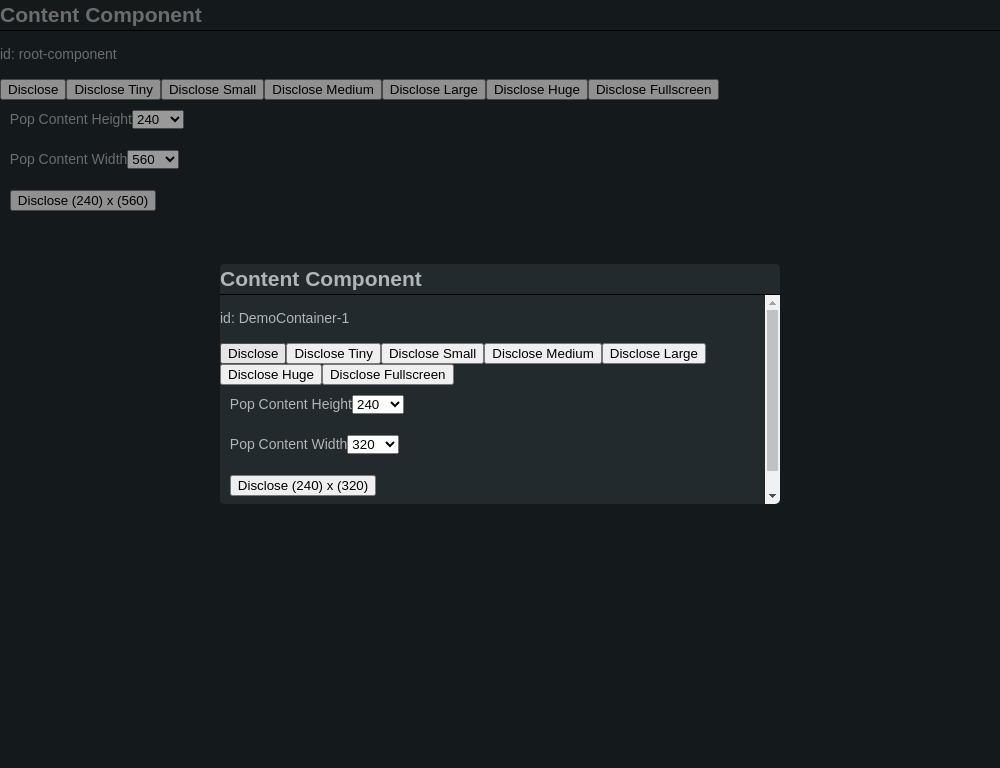 Content Component
id: root-component
Disclose Disclose Tiny Disclose Small Disclose Medium Disclose Large Disclose Huge Disclose Fullscreen
Pop Content Height 240
Pop Content Width 560
Disclose (240) x (560)
Content Component
id: DemoContainer-1
Disclose Disclose Tiny Disclose Small Disclose Medium Disclose Large
Disclose Huge Disclose Fullscreen
Pop Content Height 240
Pop Content Width 320
Disclose (240) x (320)